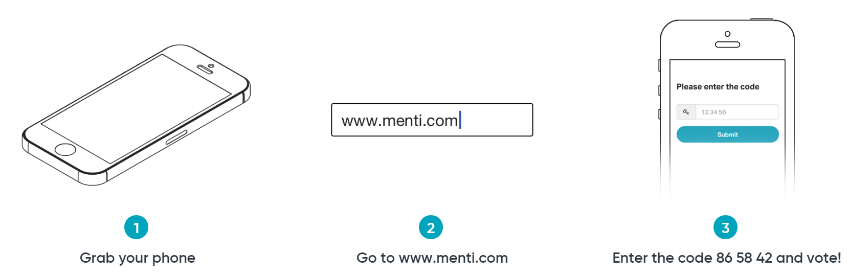 www.menti.com
Please enter the code
12 34 56
Submit
1
2
3
Grab your phone
Go to www.menti.com
Enter the code 86 58 42 and vote!